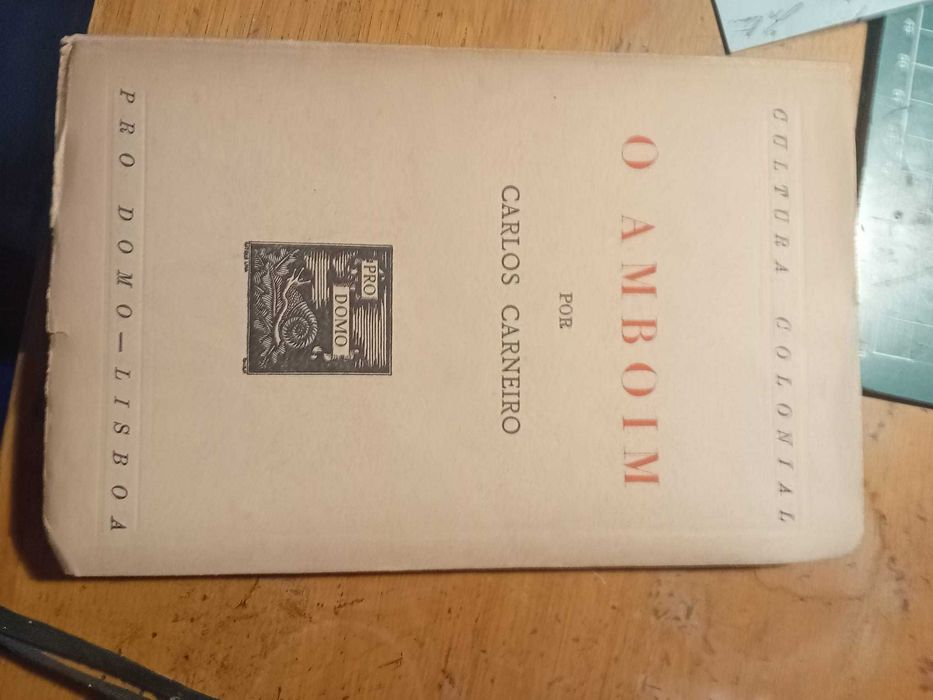 CULTURA COLONIAL
O AMBOIM
POR
CARLOS CARNEIRO
PRO
DOMO
PRO DOMO—LISBOA